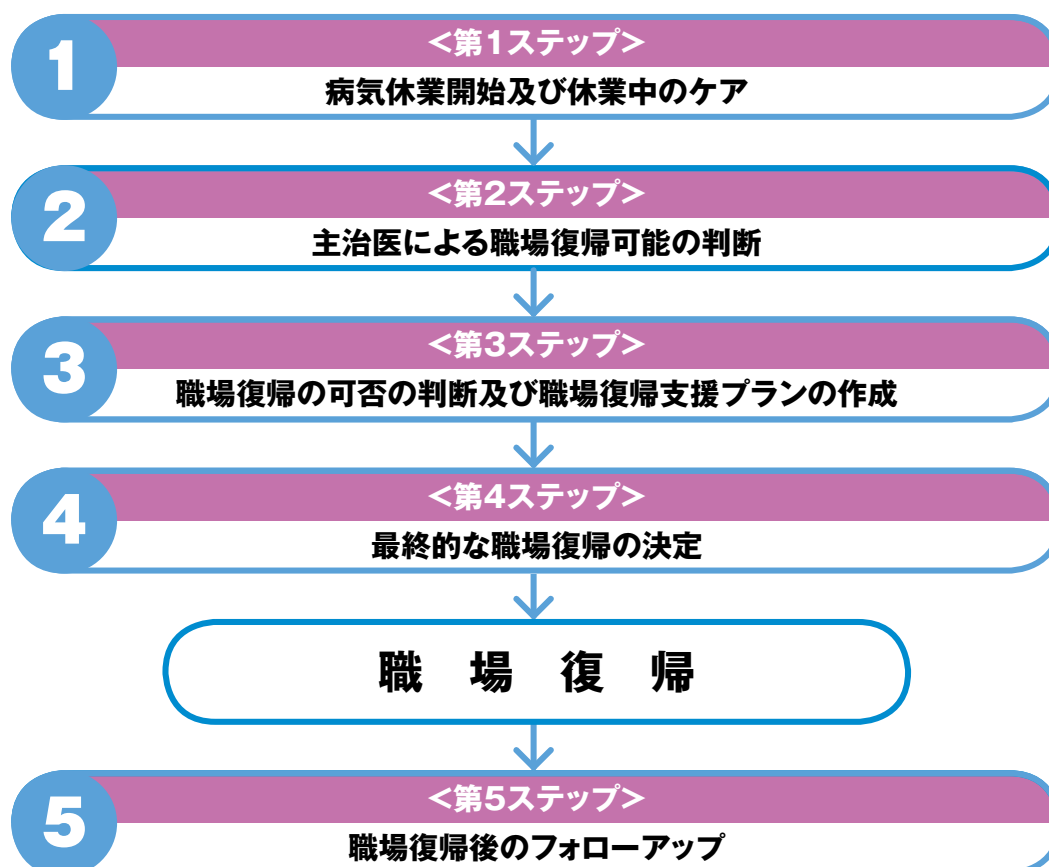 1
<第1ステップ>
病気休業開始及び休業中のケア
2
<第2ステップ>
主治医による職場復帰可能の判断
3
<第3ステップ>
職場復帰の可否の判断及び職場復帰支援プランの作成
4
<第4ステップ>
最終的な職場復帰の決定
職 場 復 帰
5
<第5ステップ>
職場復帰後のフォローアップ